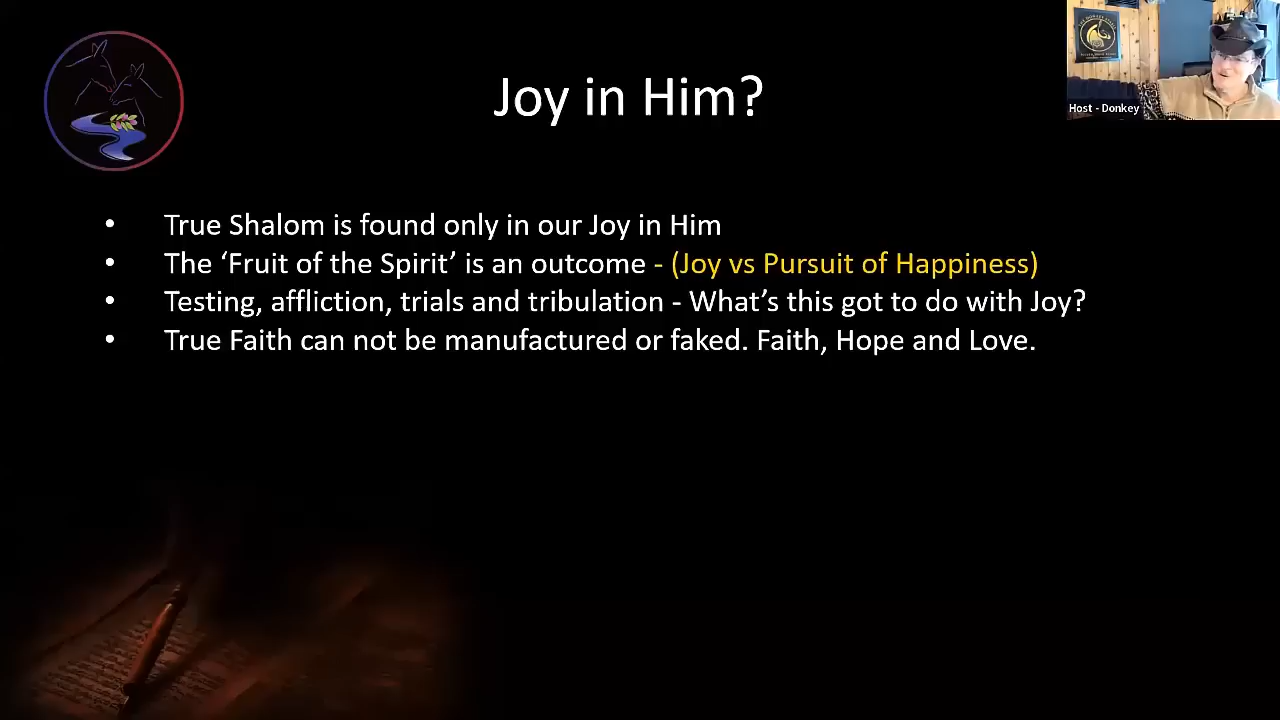 Joy in Him?
Host - Donkey
• True Shalom is found only in our Joy in Him
• The ‘Fruit of the Spirit’ is an outcome - (Joy vs Pursuit of Happiness)
• Testing, affliction, trials and tribulation - What’s this got to do with Joy?
• True Faith can not be manufactured or faked. Faith, Hope and Love.